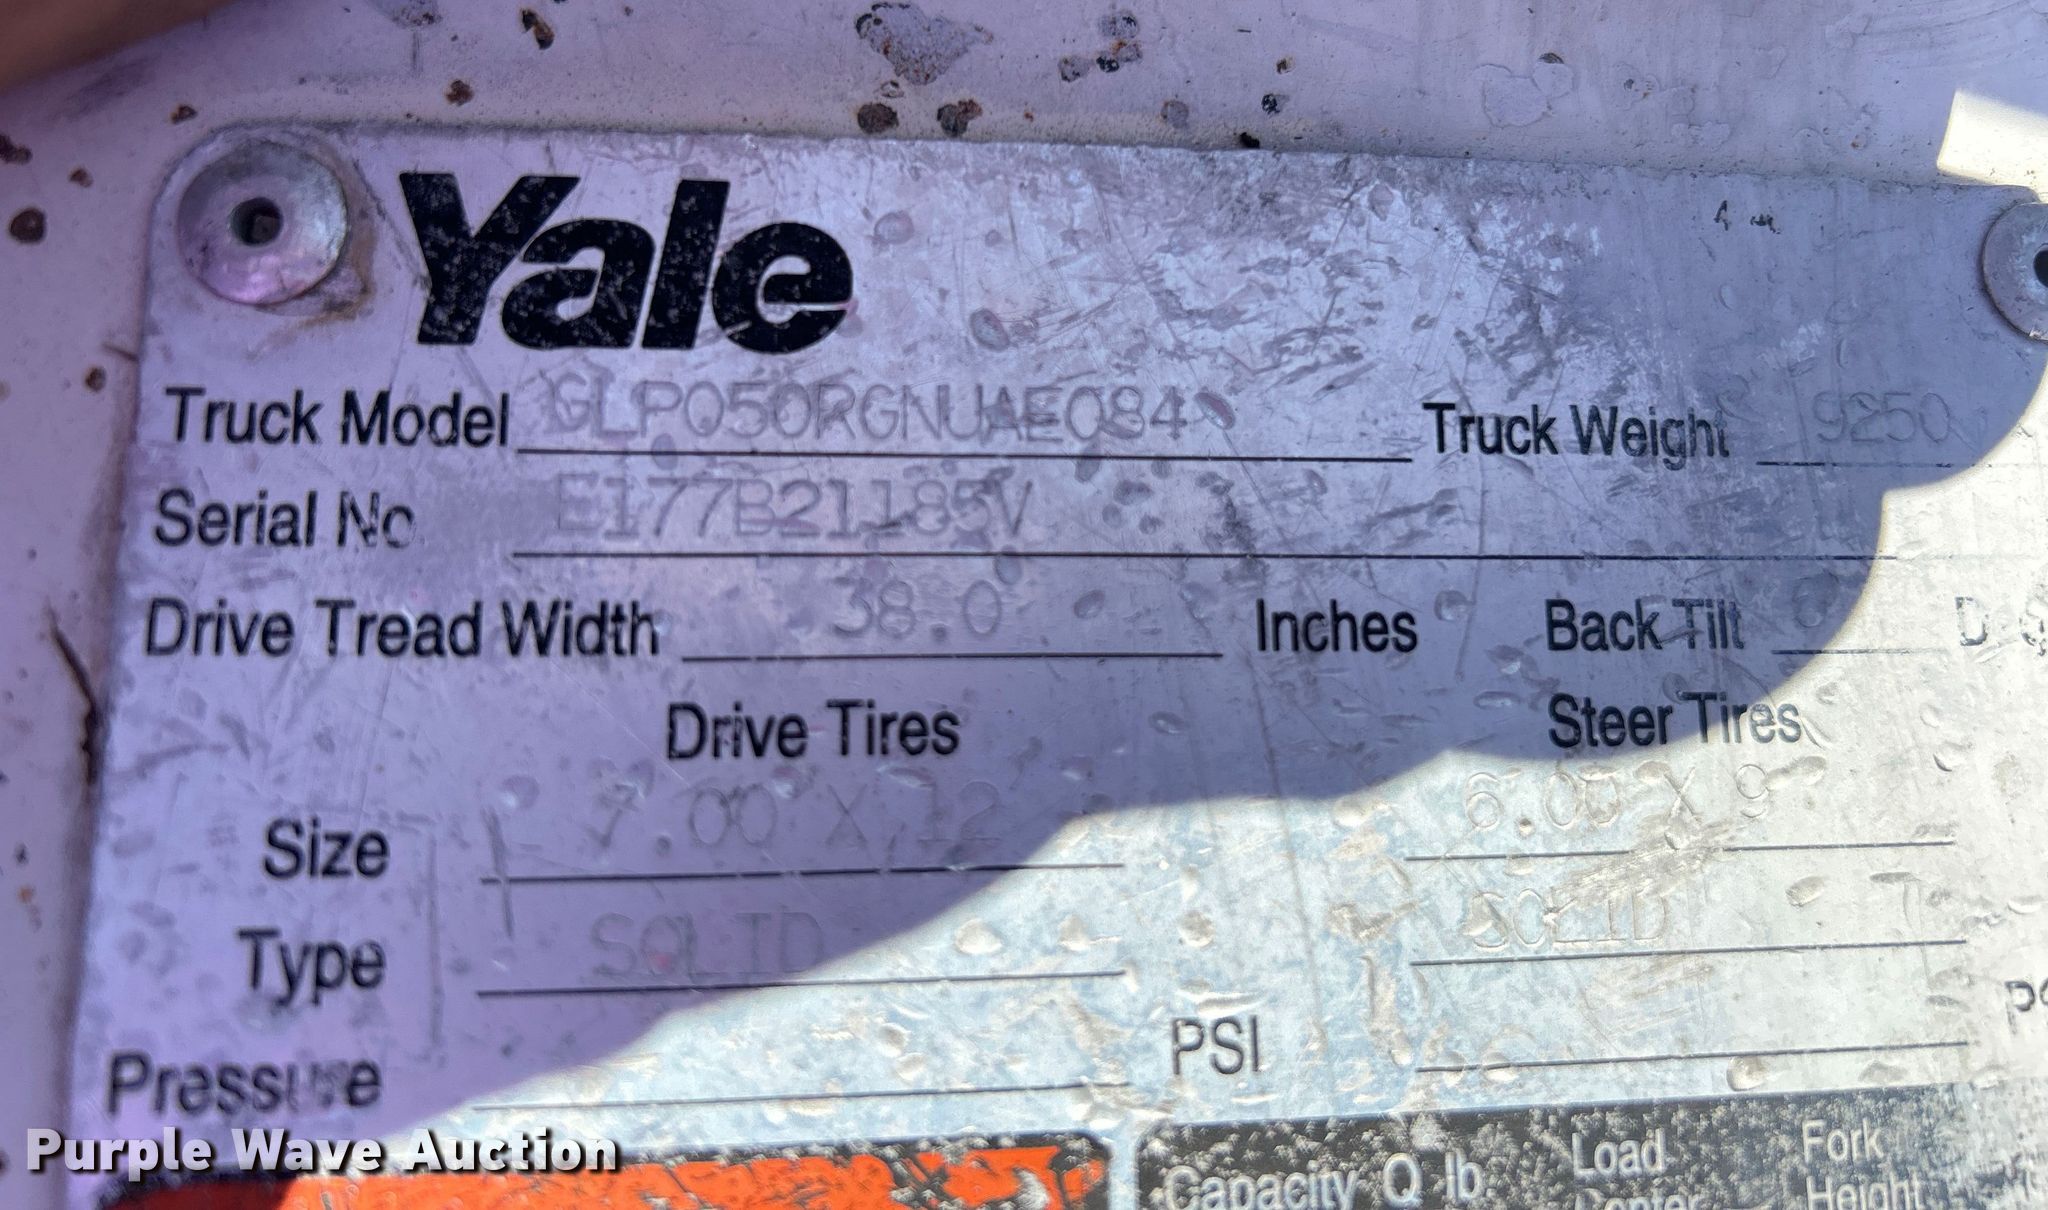 Yale
Truck Model GLP050RGNUAE084 Truck Weight 9250
Serial No E177B21185V
Drive Tread Width 38.0 Inches Back Tilt
Drive Tires Steer Tires
Size 7.00 X 12 6.00 X 9
Type SOLID SOLID
Pressure PSI
Capacity lb Load Fork
Center Height
Purple Wave Auction